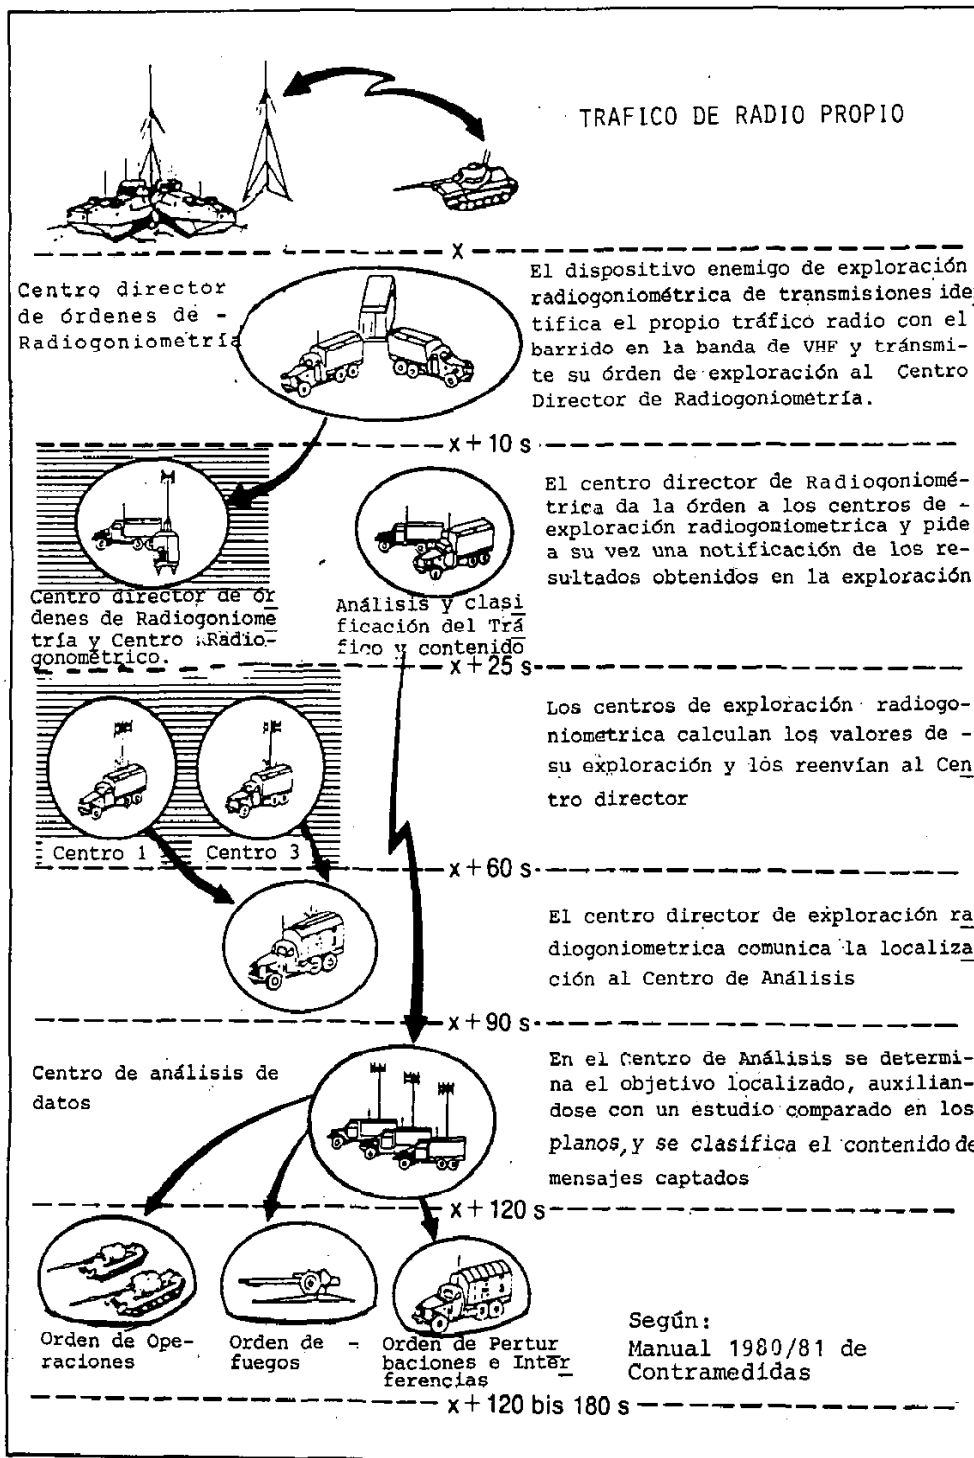 TRAFICO DE RADIO PROPIO
x
Centro director
de órdenes de -
Radiogoniometría
El dispositivo enemigo de exploración
radiogoniométrica de transmisiones ide
tifica el propio tráfico radio con el
barrido en la banda de VHF y tránsmi-
te su órden de exploración al Centro
Director de Radiogoniometría.
x + 10 s
El centro director de Radiogoniomé-
trica da la órden a los centros de -
exploración radiogoniometrica y pide
a su vez una notificación de los re-
sultados obtenidos en la exploración
Centro director de ór
denes de Radiogoniome
tría y Centro Radio-
gonométrico.
Análisis y clasi
ficación del Trá
fico y contenido
x + 25 s
Los centros de exploración radiogo-
niometrica calculan los valores de -
su exploración y los reenvían al Cen
tro director
Centro 1
Centro 3
x + 60 s
El centro director de exploración ra
diogoniometrica comunica la localiza
ción al Centro de Análisis
x + 90 s
Centro de análisis de
datos
En el Centro de Análisis se determi-
na el objetivo localizado, auxilian-
dose con un estudio comparado en los
planos, y se clasifica el contenido de
mensajes captados
x + 120 s
Orden de Ope-
raciones
Orden de -
fuegos
Orden de Pertur
baciones e Inter
ferencias
Según:
Manual 1980/81 de
Contramedidas
x + 120 bis 180 s